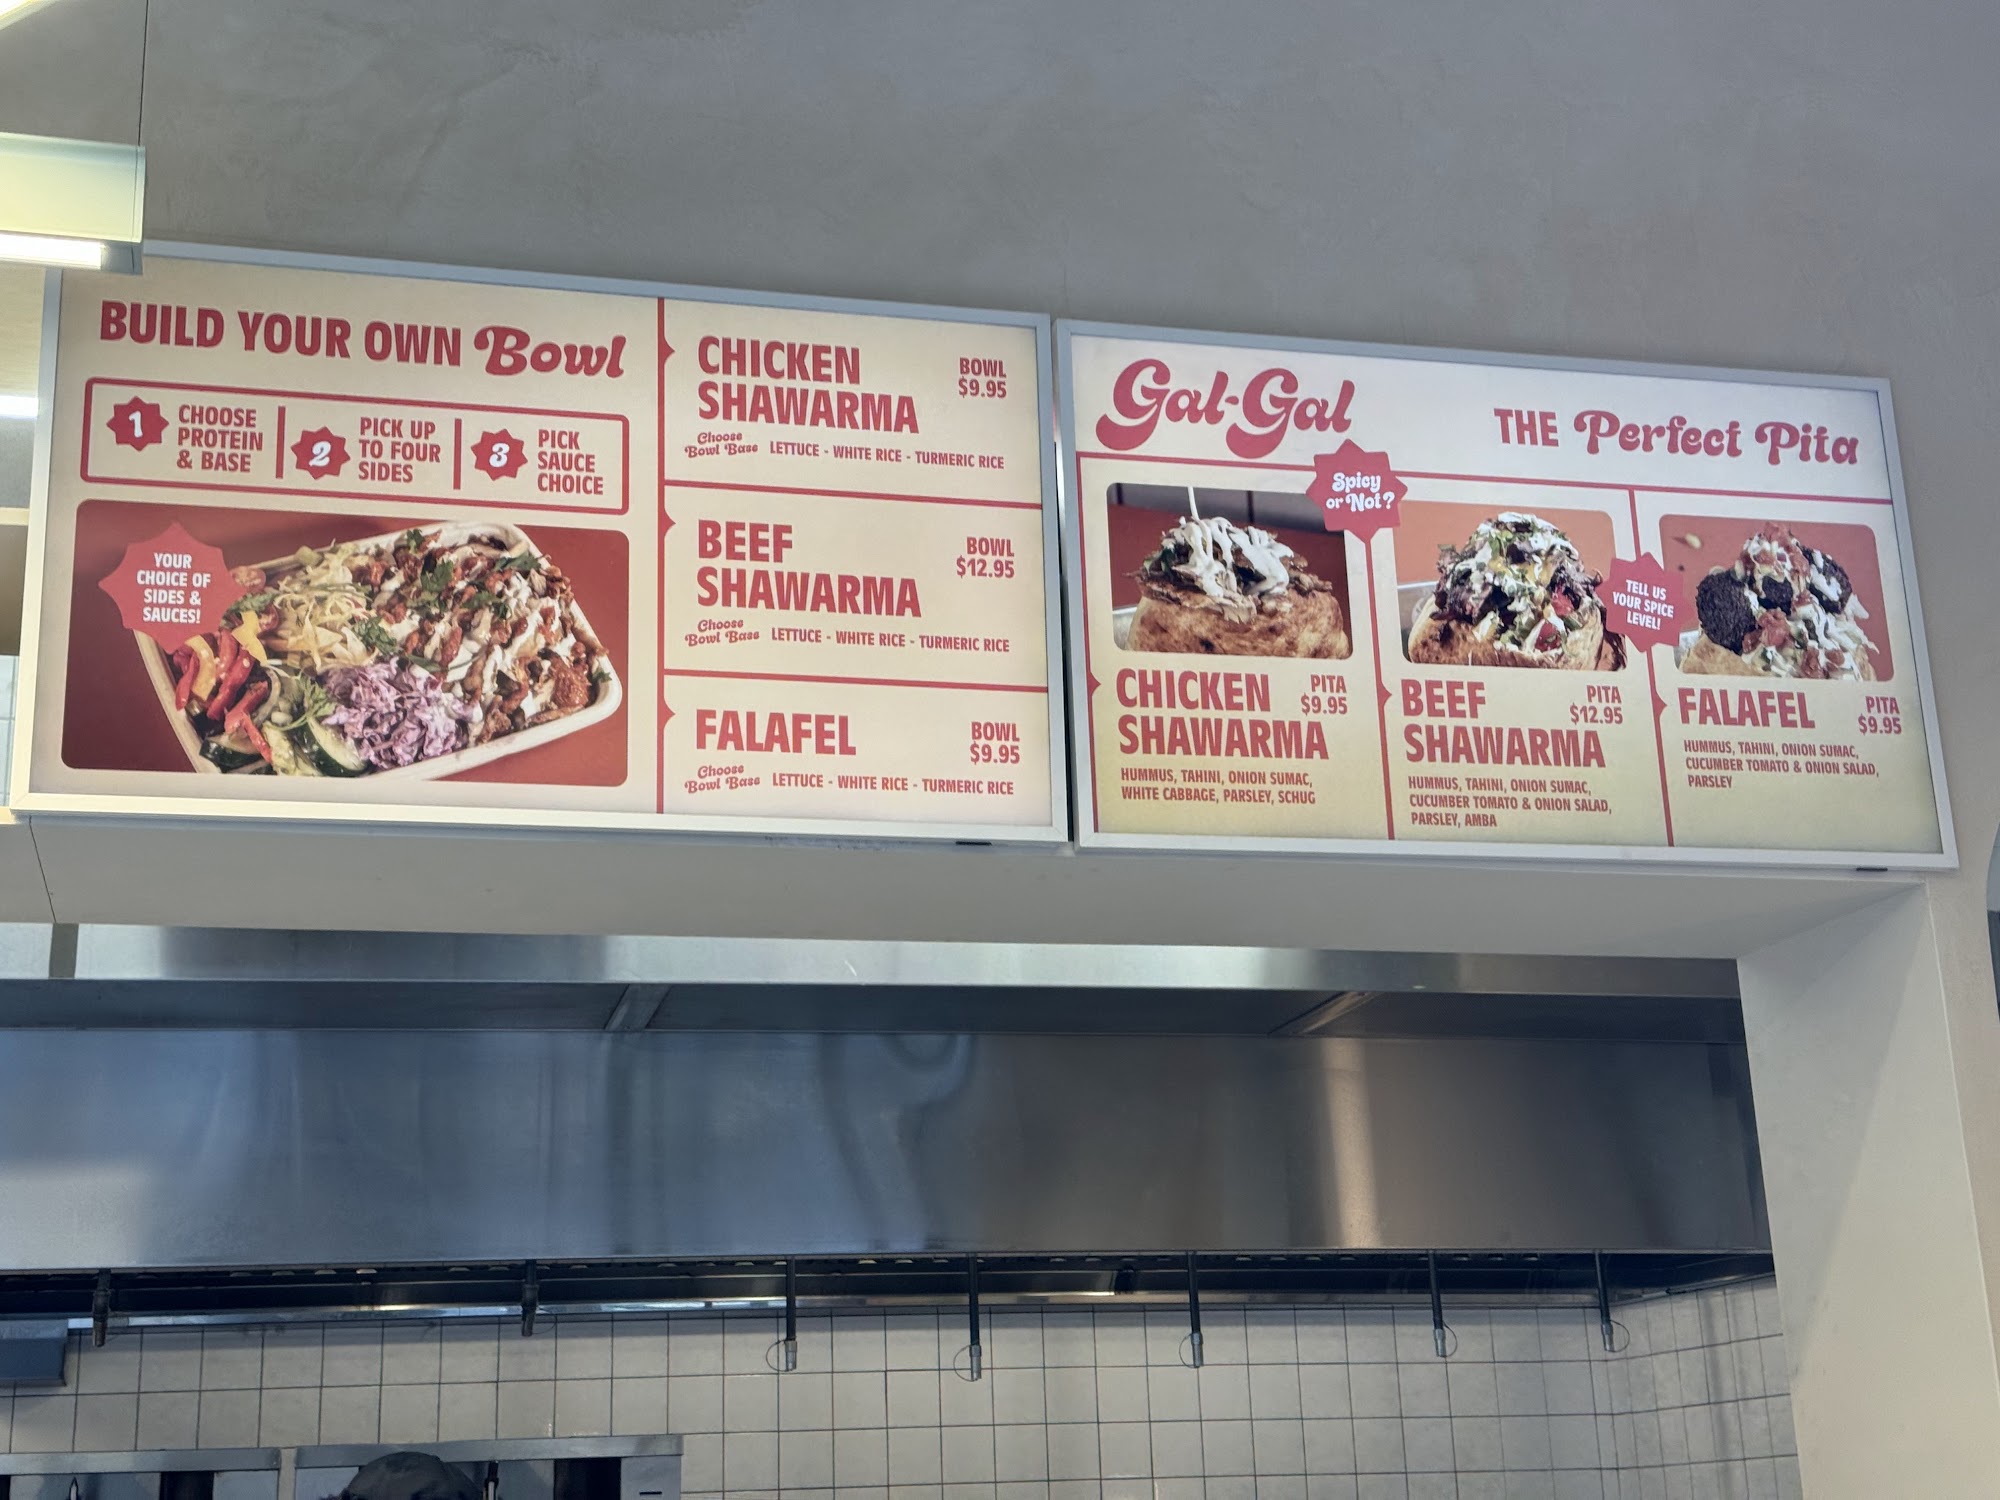 BUILD YOUR OWN Bowl
1
CHOOSE
PROTEIN
& BASE
2
PICK UP
TO FOUR
SIDES
3
PICK
SAUCE
CHOICE
YOUR
CHOICE OF
SIDES &
SAUCES!
CHICKEN
SHAWARMA
BOWL
$9.95
Choose
Bowl Base
LETTUCE - WHITE RICE - TURMERIC RICE
BEEF
SHAWARMA
BOWL
$12.95
Choose
Bowl Base
LETTUCE - WHITE RICE - TURMERIC RICE
FALAFEL
BOWL
$9.95
Choose
Bowl Base
LETTUCE - WHITE RICE - TURMERIC RICE
Gal-Gal
THE Perfect Pita
Spicy
or Not?
TELL US
YOUR SPICE
LEVEL!
CHICKEN
SHAWARMA
PITA
$9.95
HUMMUS, TAHINI, ONION SUMAC,
WHITE CABBAGE, PARSLEY, SCHUG
BEEF
SHAWARMA
PITA
$12.95
HUMMUS, TAHINI, ONION SUMAC,
CUCUMBER TOMATO & ONION SALAD,
PARSLEY, AMBA
FALAFEL
PITA
$9.95
HUMMUS, TAHINI, ONION SUMAC,
CUCUMBER TOMATO & ONION SALAD,
PARSLEY